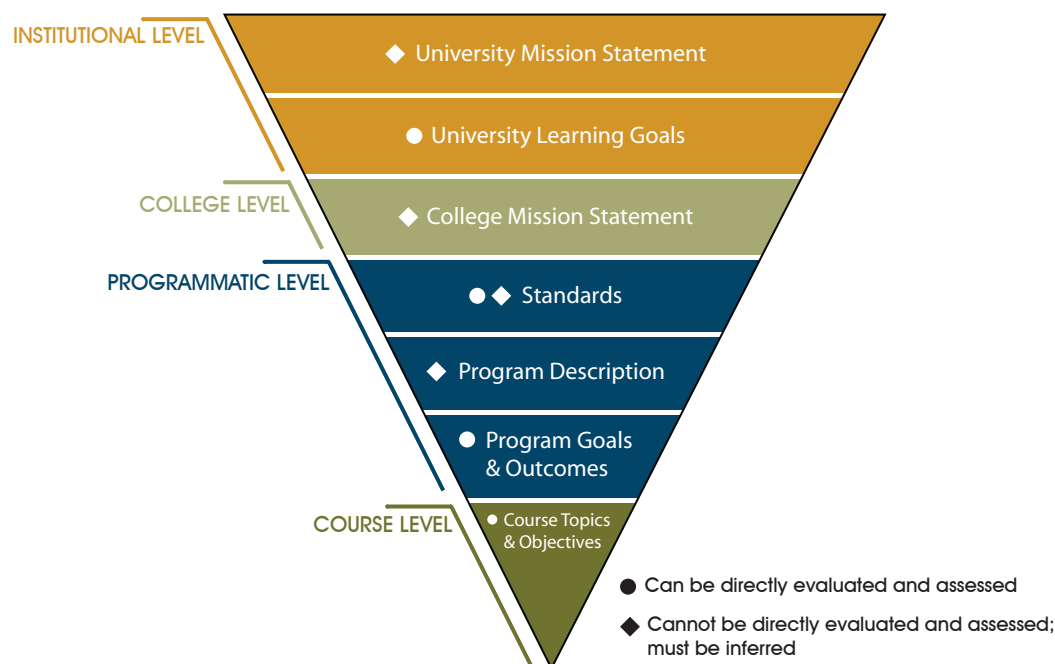 INSTITUTIONAL LEVEL
University Mission Statement
University Learning Goals
COLLEGE LEVEL
College Mission Statement
PROGRAMMATIC LEVEL
Standards
Program Description
Program Goals
& Outcomes
COURSE LEVEL
Course Topics
& Objectives
Can be directly evaluated and assessed
Cannot be directly evaluated and assessed;
must be inferred